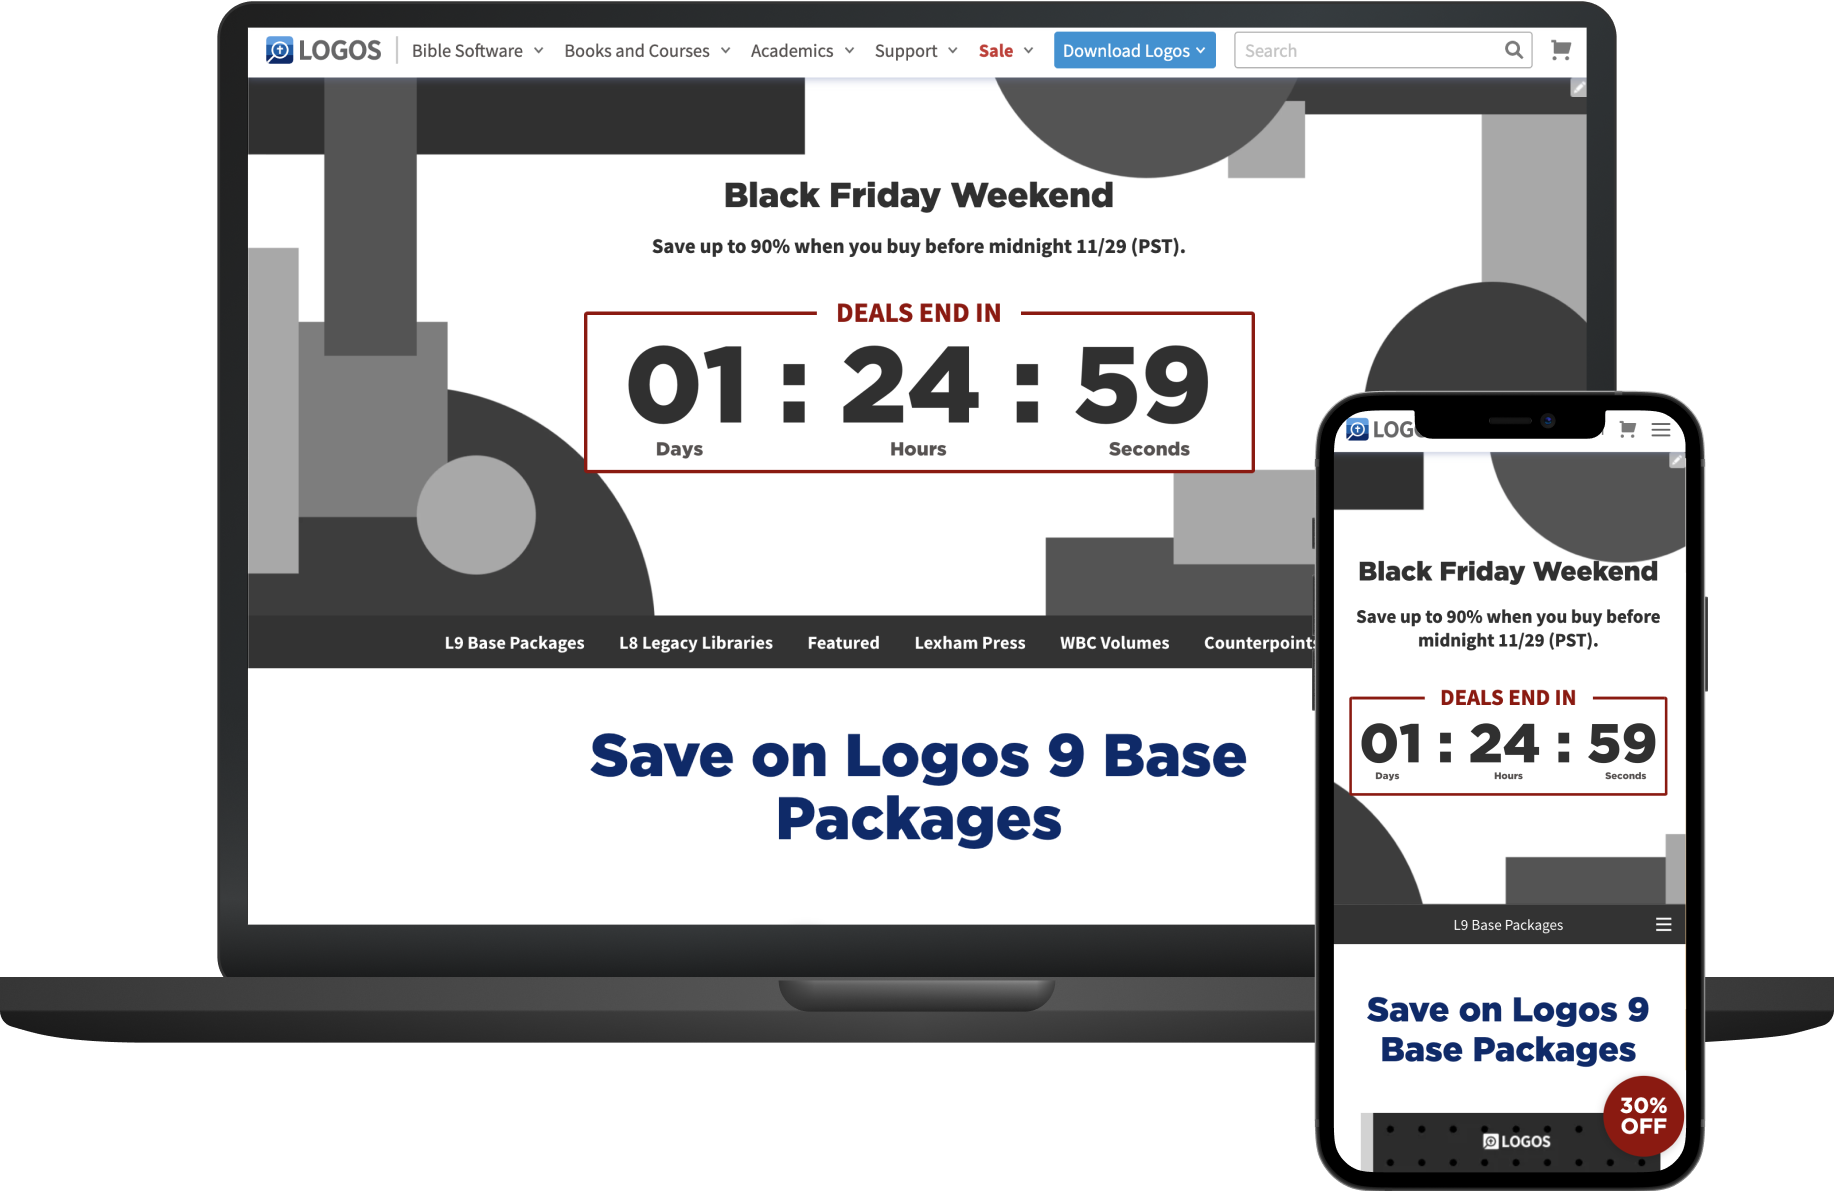 LOGOS Bible Software Books and Courses Academics Support Sale Download Logos Search
Black Friday Weekend
Save up to 90% when you buy before midnight 11/29 (PST).
DEALS END IN
01 : 24 : 59
Days Hours Seconds
L9 Base Packages L8 Legacy Libraries Featured Lexham Press WBC Volumes Counterpoints
Save on Logos 9 Base
Packages
LOG
Black Friday Weekend
Save up to 90% when you buy before
midnight 11/29 (PST).
DEALS END IN
01 : 24 : 59
Days Hours Seconds
L9 Base Packages
Save on Logos 9
Base Packages
30%
OFF
LOGOS